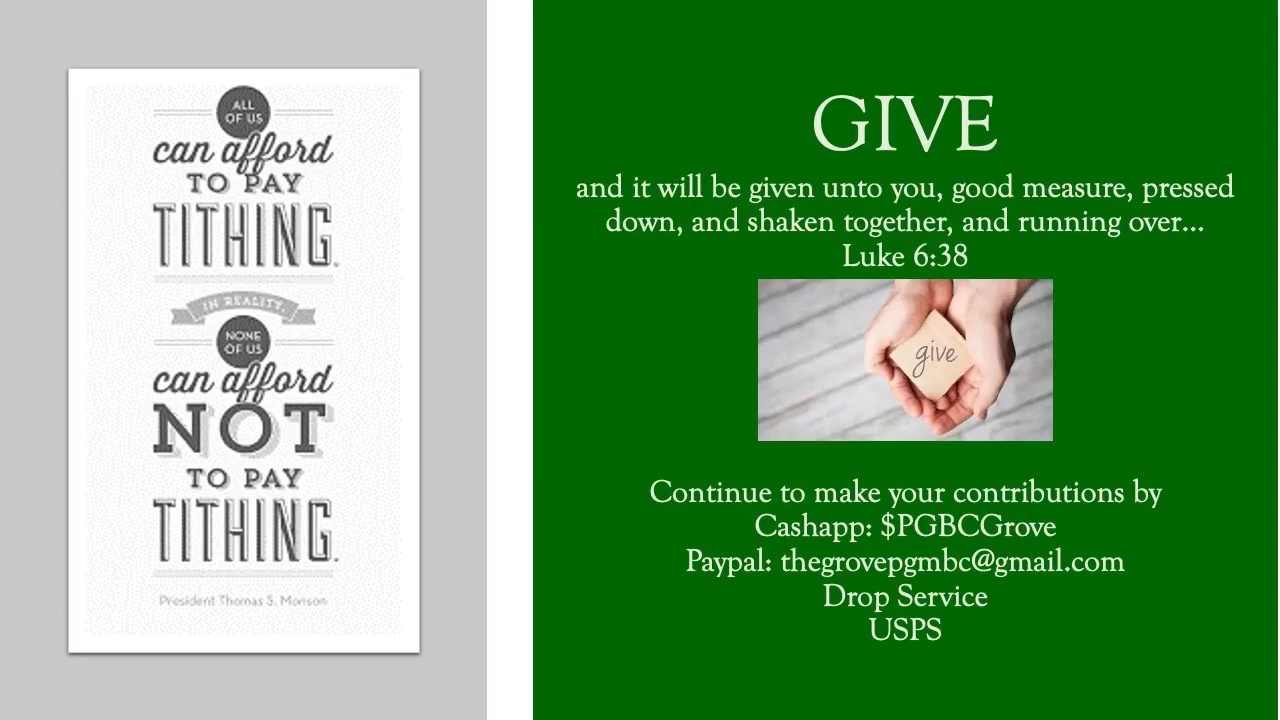 ALL
OF US
can afford
TO PAY
TITHING.
IN REALITY,
NONE
OF US
can afford
NOT
TO PAY
TITHING.
President Thomas S. Monson
GIVE
and it will be given unto you, good measure, pressed
down, and shaken together, and running over...
Luke 6:38
give
Continue to make your contributions by
Cashapp: $PGBCGrove
Paypal: thegrovepgmbc@gmail.com
Drop Service
USPS